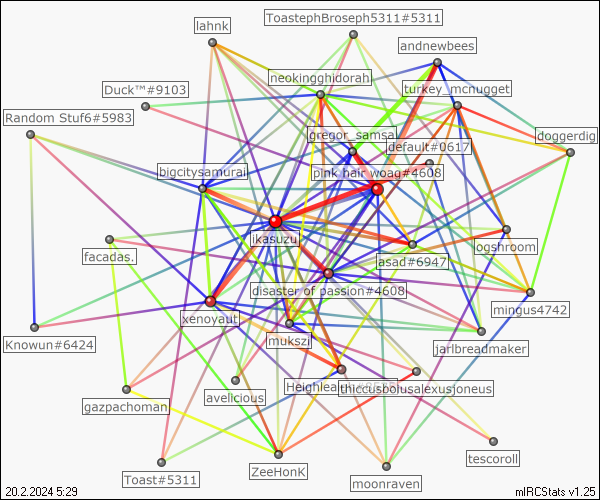 ToastephBroseph5311#5311
lahnk
andnewbees
neokingghidorah
turkey_mcnugget
Duck™#9103
Random Stuf6#5983
gregor_samsa
default#0617
doggerdig
bigcitysamurai
pink hair woag#4608
ikasuzu
logshroom
facadas.
asad#6947
disaster of passion#4608
mingus4742
xenoyaut
mukszi
Knowun#6424
jarlbreadmaker
avelicious
Heighleagh
thiccusbolusalexusjoneus
gazpachoman
tescoroll
Toast#5311
ZeeHonK
moonraven
20.2.2024 5:29
mIRCStats v1.25